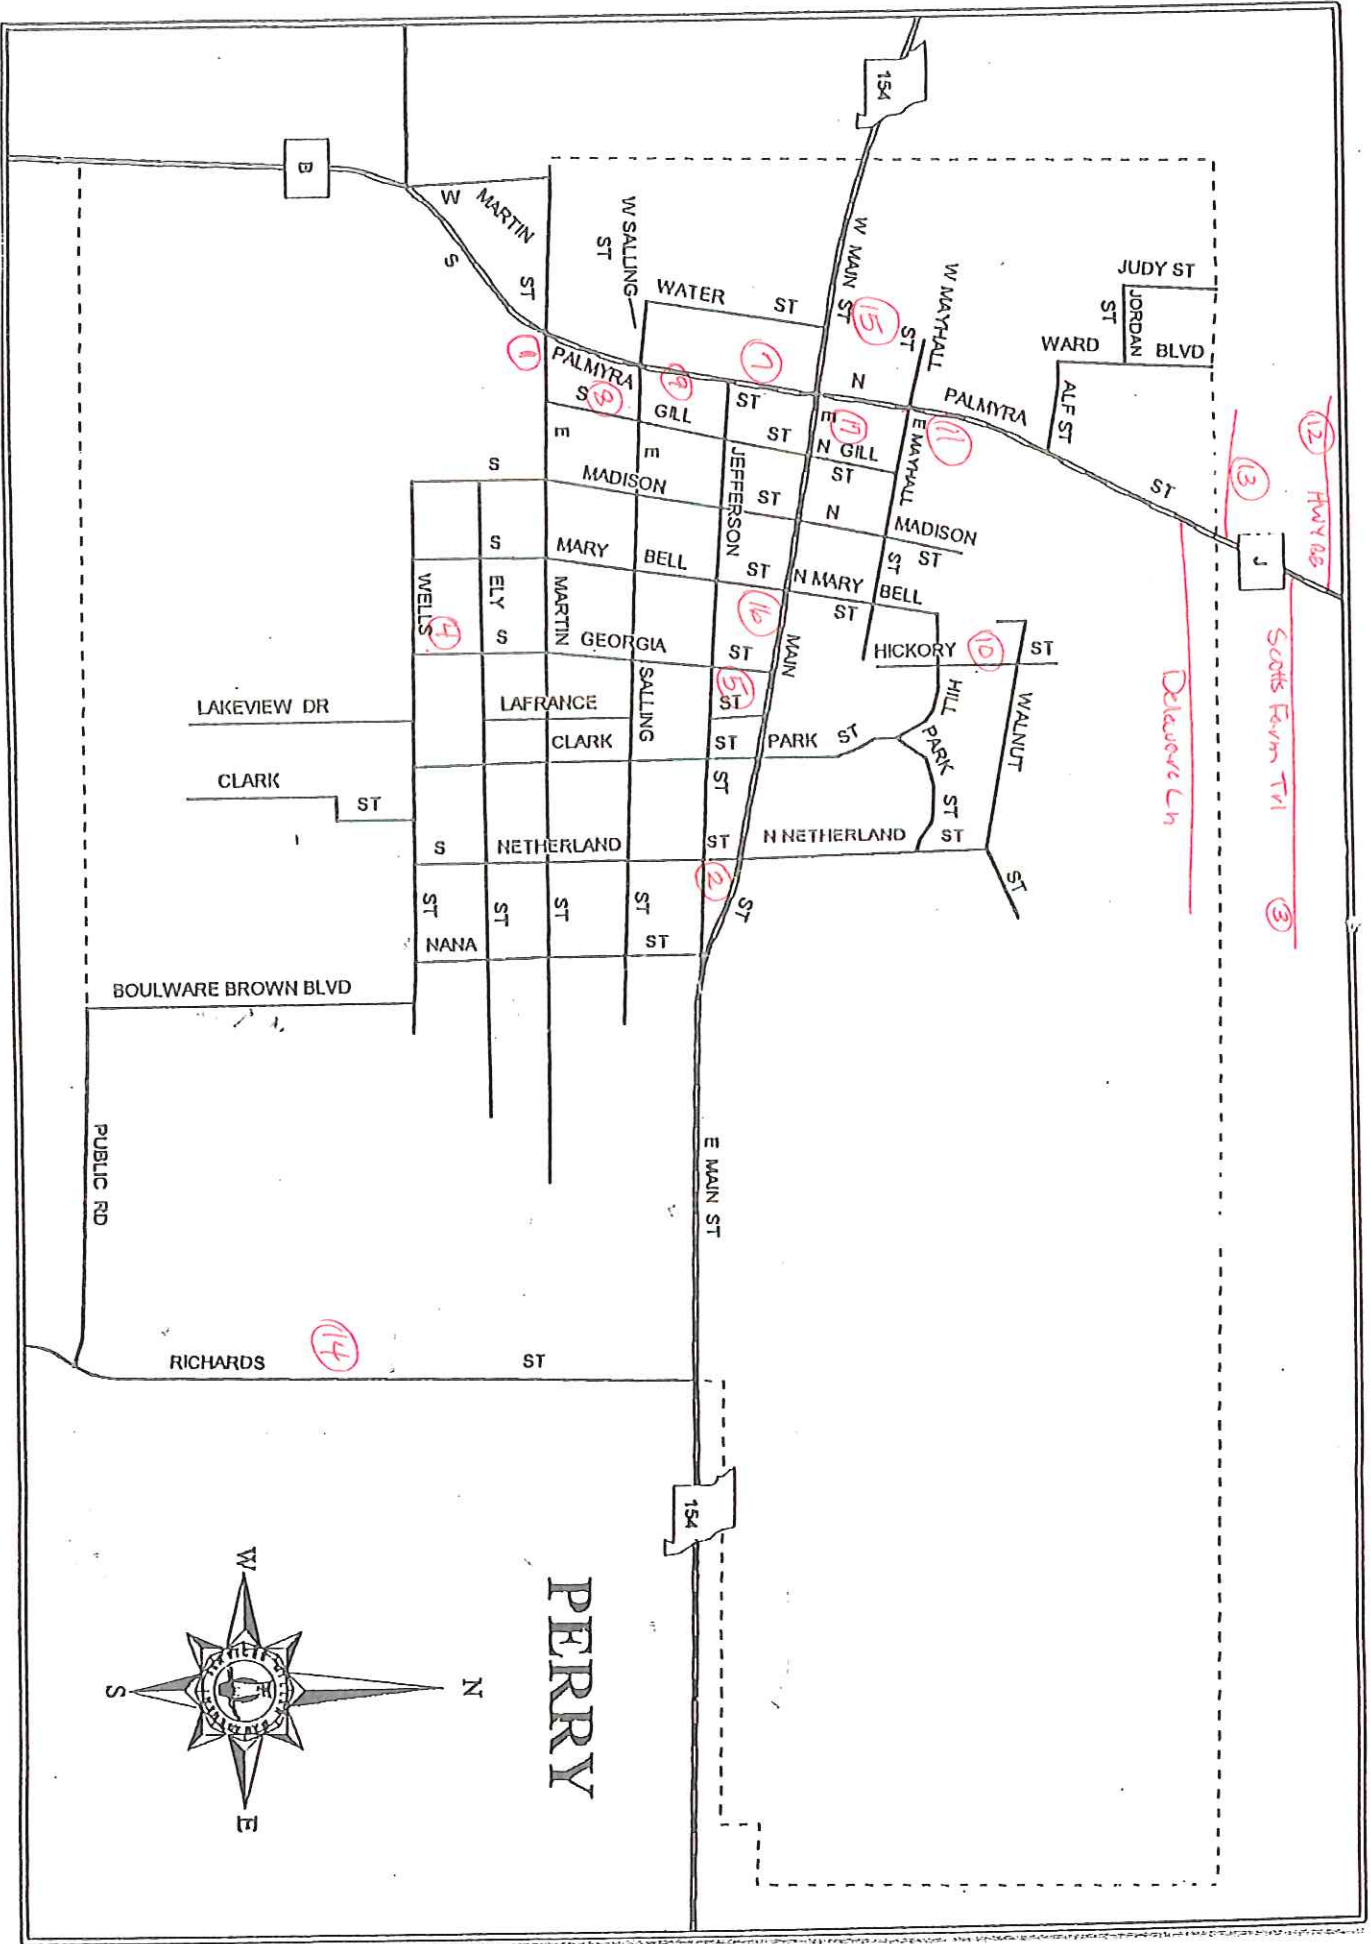 154
B
W MARTIN ST
S PALMYRA ST
W SALLING ST
WATER ST
W MAIN ST
15
W MAYHALL ST
JUDY ST
JORDAN ST
WARD BLVD
ALF ST
N PALMYRA ST
12
HWY BB
13
J
Scotts Farm Trl
3
Delaware Ln
1
8
9
7
17
11
S GILL ST
N GILL ST
E MAYHALL ST
S MADISON ST
N MADISON ST
S MARY BELL ST
N MARY BELL ST
16
S GEORGIA ST
5
4
10
HICKORY ST
HILL
WALNUT ST
LAFRANCE ST
LAKEVIEW DR
CLARK ST
PARK ST
PARK ST
CLARK ST
S NETHERLAND ST
N NETHERLAND ST
2
WELLS ST
ELY ST
E MARTIN ST
E SALLING ST
E JEFFERSON ST
E MAIN ST
NANA ST
BOULWARE BROWN BLVD
PUBLIC RD
E MAIN ST
14
RICHARDS ST
154
PERRY
N
W
E
S